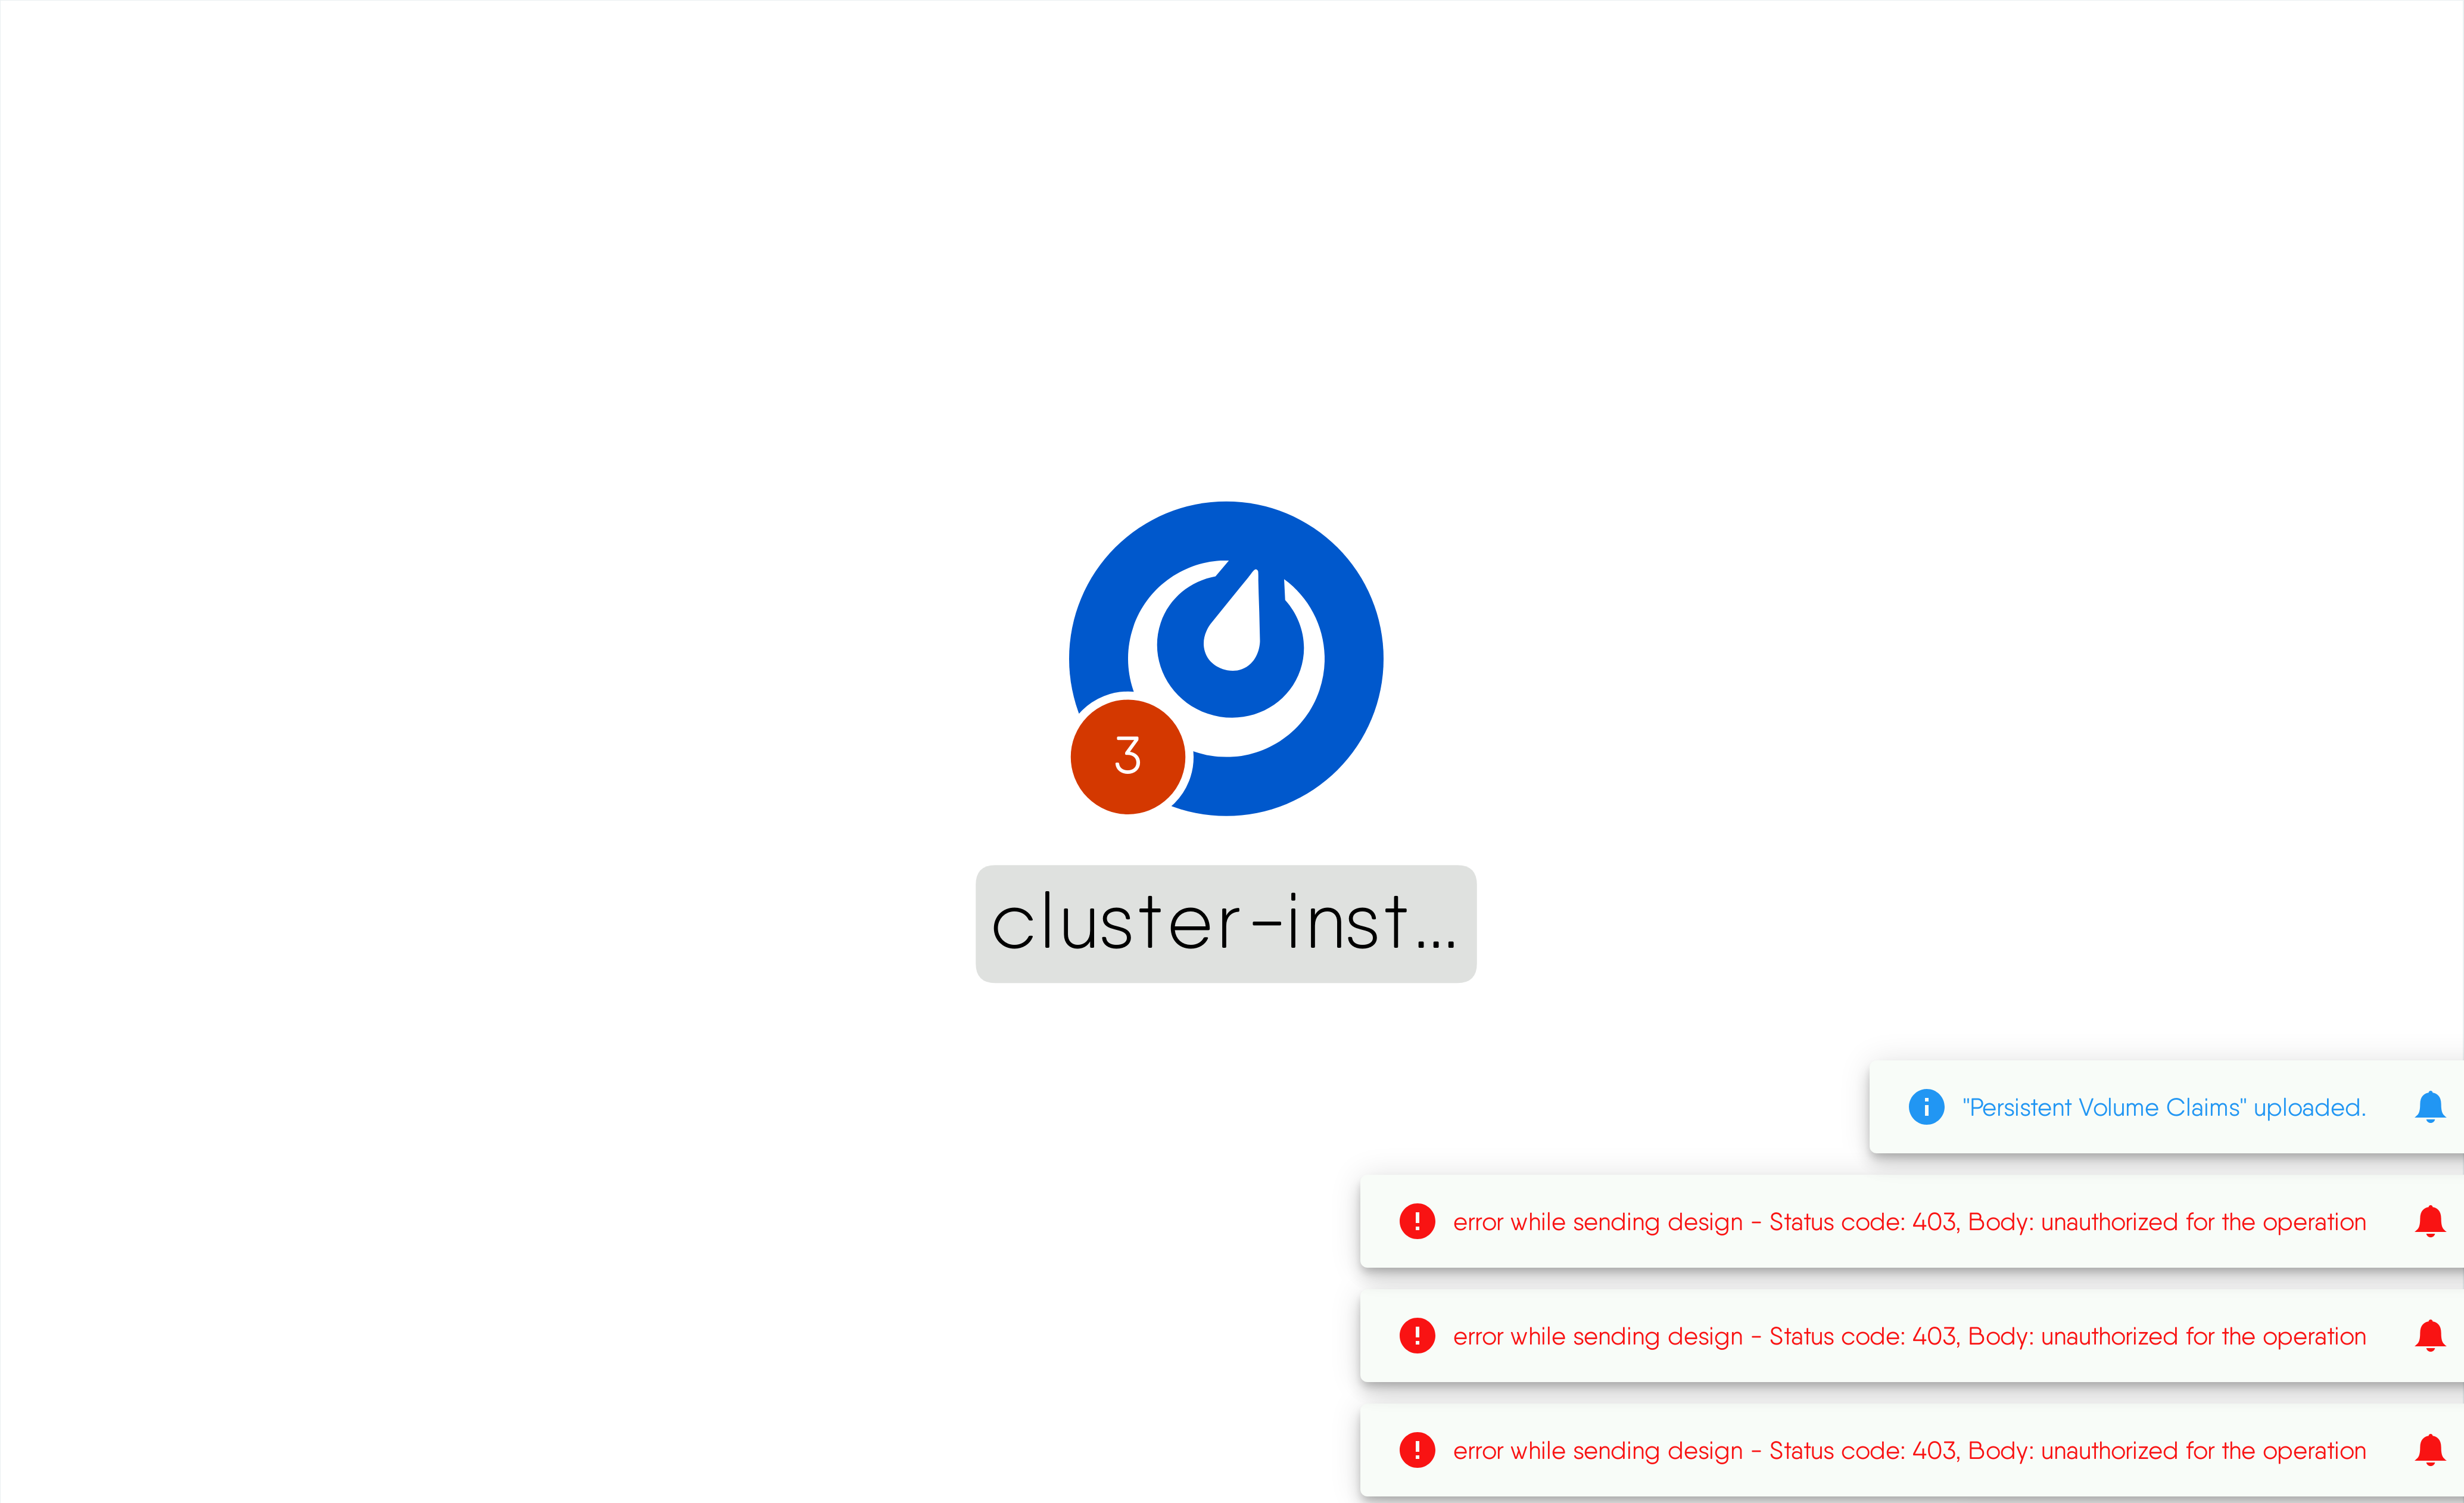 3
cluster-inst...
"Persistent Volume Claims" uploaded.
error while sending design - Status code: 403, Body: unauthorized for the operation
error while sending design - Status code: 403, Body: unauthorized for the operation
error while sending design - Status code: 403, Body: unauthorized for the operation